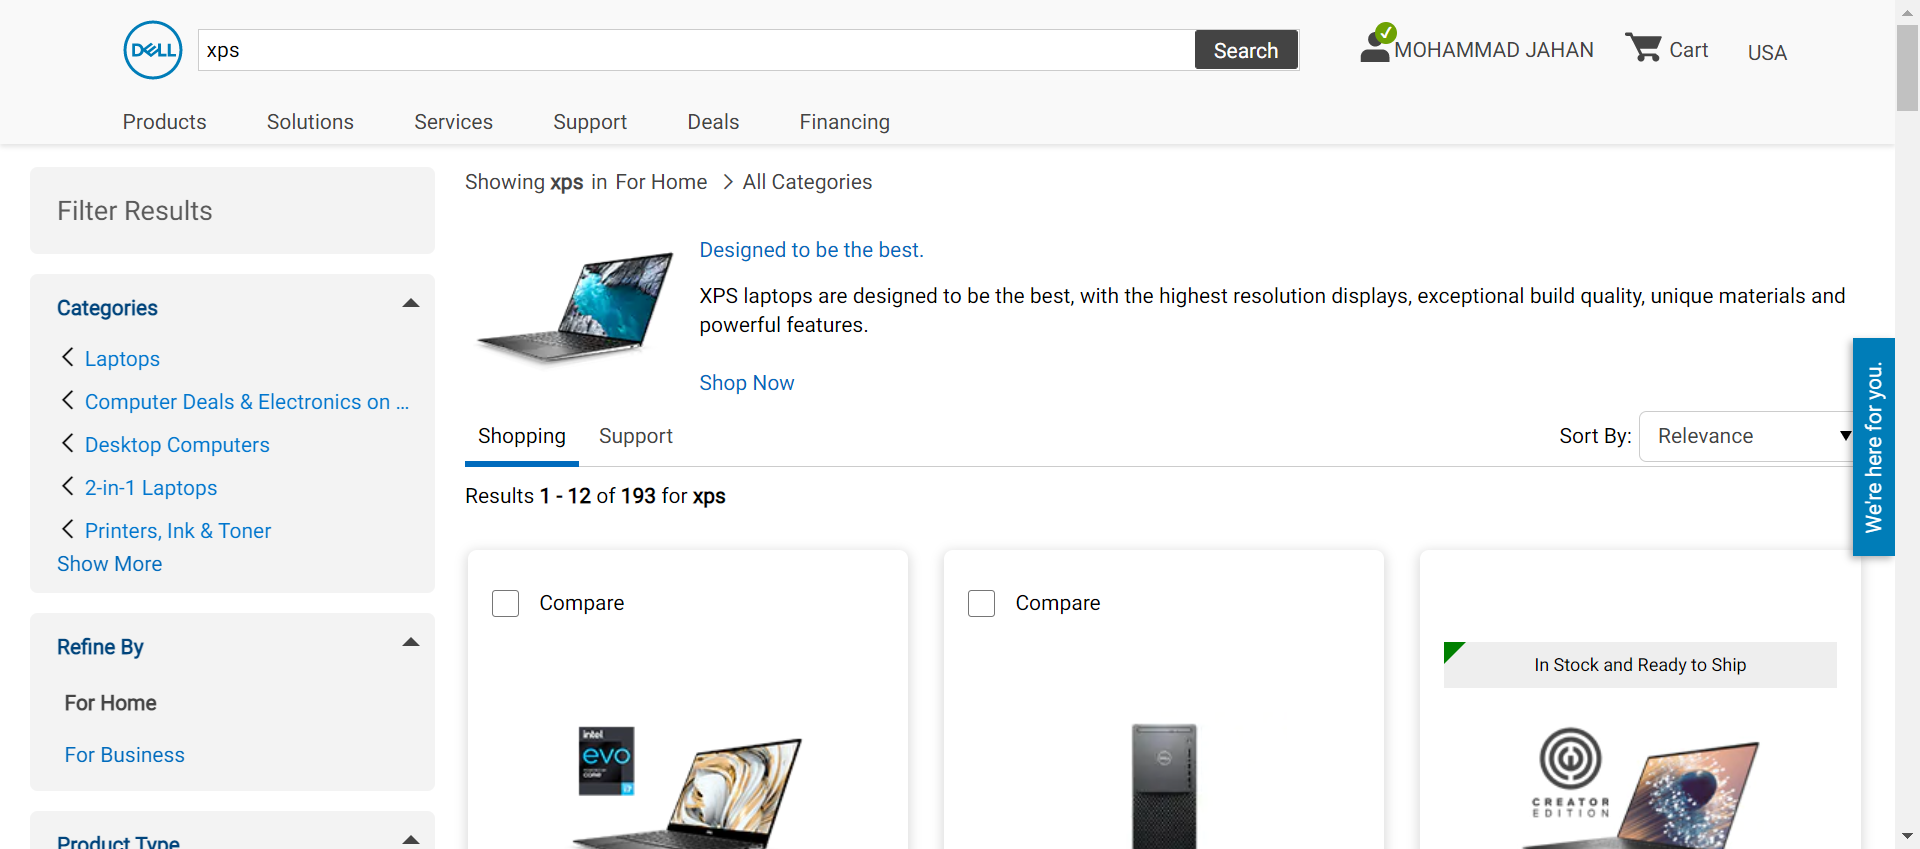 DELL
xps
Search
MOHAMMAD JAHAN
Cart
USA
Products
Solutions
Services
Support
Deals
Financing
Filter Results
Categories
Laptops
Computer Deals & Electronics on ...
Desktop Computers
2-in-1 Laptops
Printers, Ink & Toner
Show More
Refine By
For Home
For Business
Product Type
Showing xps in For Home > All Categories
Designed to be the best.
XPS laptops are designed to be the best, with the highest resolution displays, exceptional build quality, unique materials and
powerful features.
Shop Now
Shopping
Support
Sort By:
Relevance
Results 1 - 12 of 193 for xps
We're here for you.
Compare
intel
evo
CORE
i7
Compare
In Stock and Ready to Ship
CREATOR
EDITION